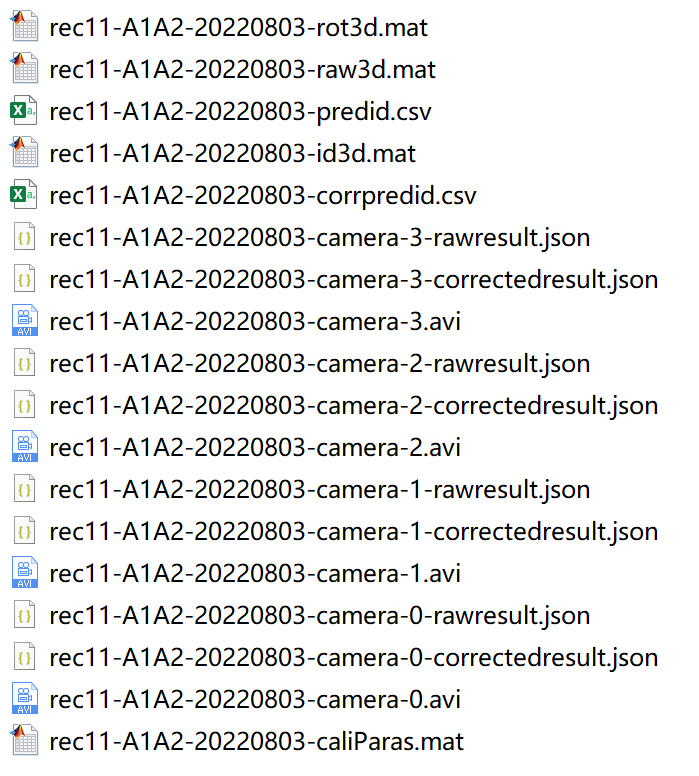 rec11-A1A2-20220803-rot3d.mat
rec11-A1A2-20220803-raw3d.mat
rec11-A1A2-20220803-predid.csv
rec11-A1A2-20220803-id3d.mat
rec11-A1A2-20220803-corrpredid.csv
rec11-A1A2-20220803-camera-3-rawresult.json
rec11-A1A2-20220803-camera-3-correctedresult.json
rec11-A1A2-20220803-camera-3.avi
rec11-A1A2-20220803-camera-2-rawresult.json
rec11-A1A2-20220803-camera-2-correctedresult.json
rec11-A1A2-20220803-camera-2.avi
rec11-A1A2-20220803-camera-1-rawresult.json
rec11-A1A2-20220803-camera-1-correctedresult.json
rec11-A1A2-20220803-camera-1.avi
rec11-A1A2-20220803-camera-0-rawresult.json
rec11-A1A2-20220803-camera-0-correctedresult.json
rec11-A1A2-20220803-camera-0.avi
rec11-A1A2-20220803-caliParas.mat